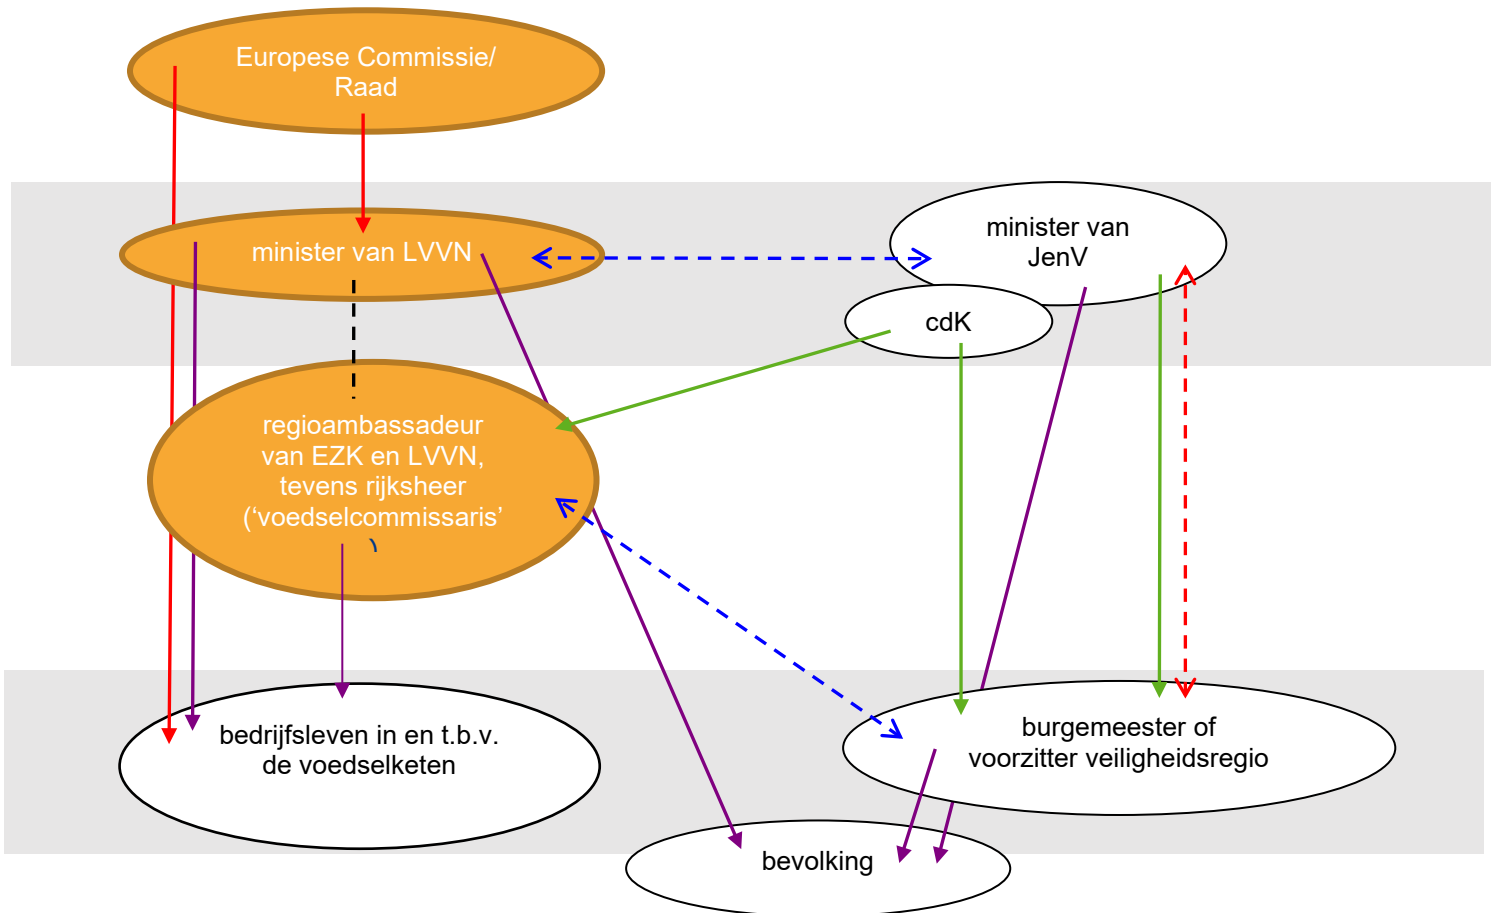 Europese Commissie/
Raad
minister van LVVN
minister van
JenV
cdK
regioambassadeur
van EZK en LVVN,
tevens rijksheer
(‘voedselcommissaris’
)
bedrijfsleven in en t.b.v.
de voedselketen
burgemeester of
voorzitter veiligheidsregio
bevolking